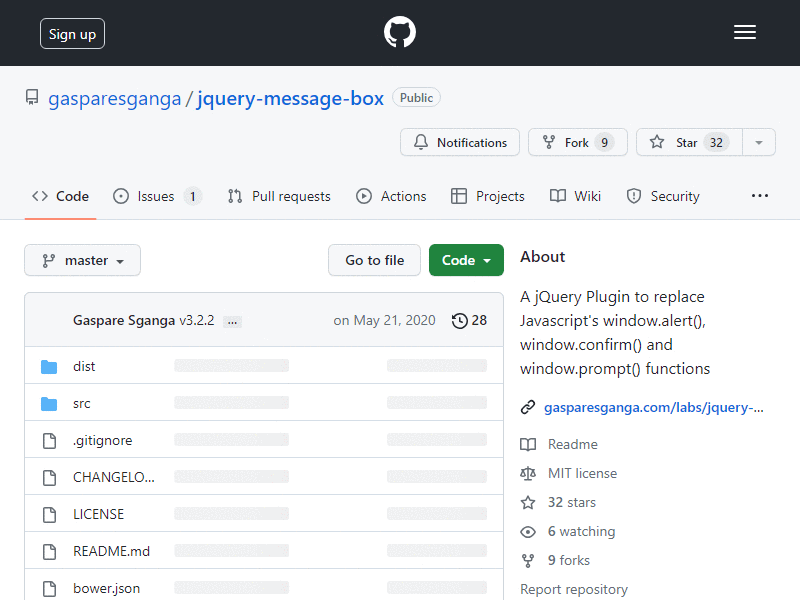 Sign up
gasparesganga / jquery-message-box Public
Notifications Fork 9 Star 32
Code Issues 1 Pull requests Actions Projects Wiki Security ...
master Go to file Code
Gaspare Sganga v3.2.2 ... on May 21, 2020 28
dist
src
.gitignore
CHANGELO...
LICENSE
README.md
bower.json
About
A jQuery Plugin to replace
Javascript's window.alert(),
window.confirm() and
window.prompt() functions
gasparesganga.com/labs/jquery-...
Readme
MIT license
32 stars
6 watching
9 forks
Report repository